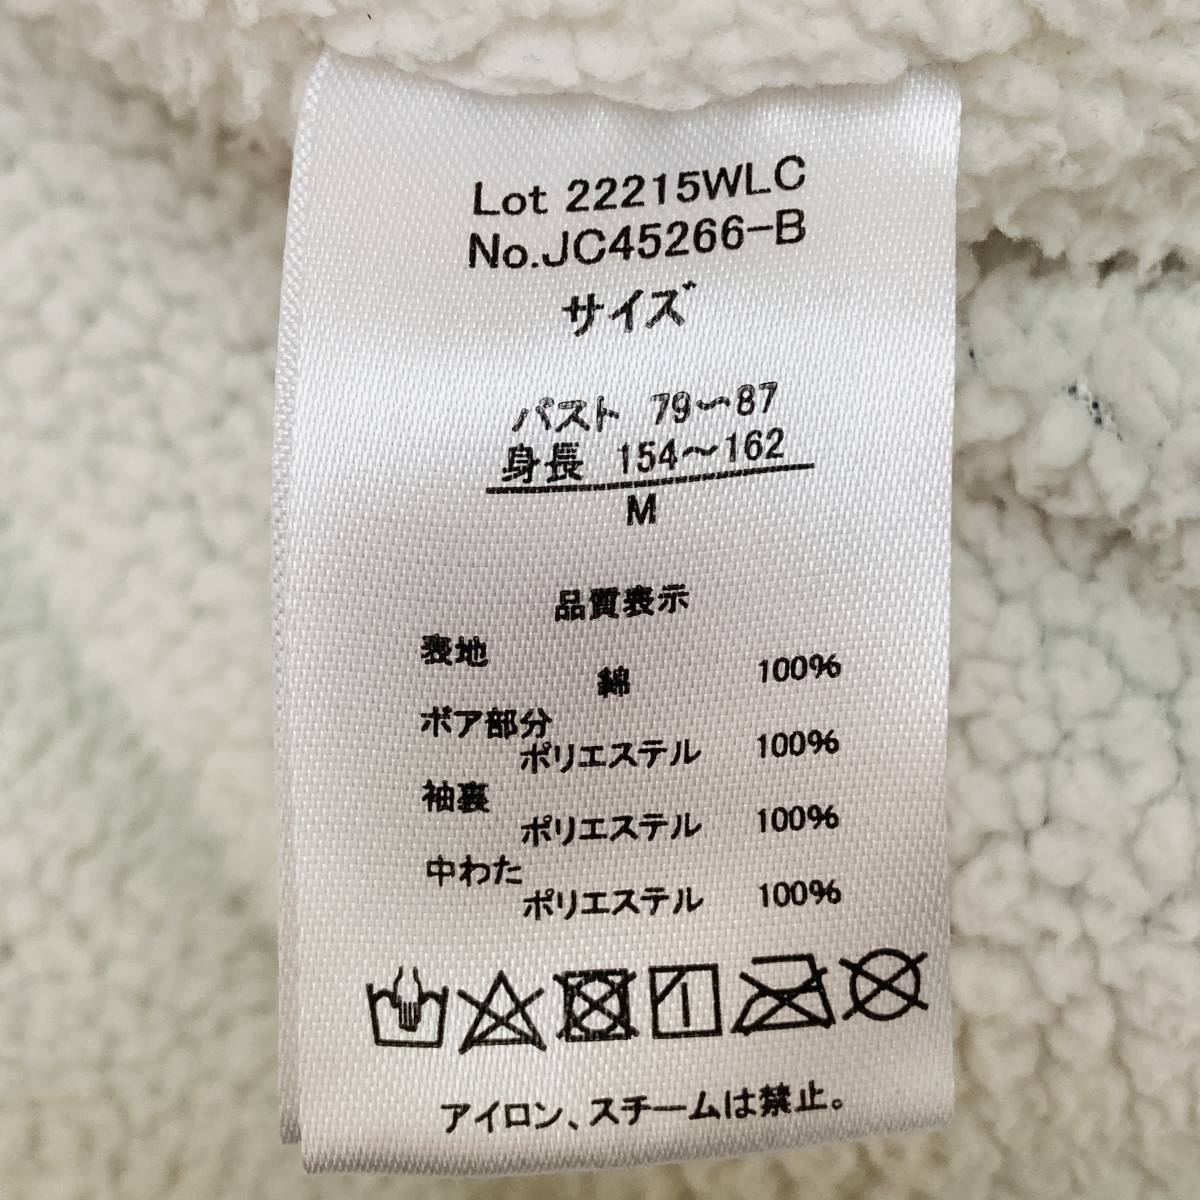 Lot 22215WLC
No.JC45266-B
サイズ
バスト 79~87
身長 154~162
M
品質表示
表地
綿 100%
ボア部分
ポリエステル 100%
袖裏
ポリエステル 100%
中わた
ポリエステル 100%
アイロン、スチームは禁止。